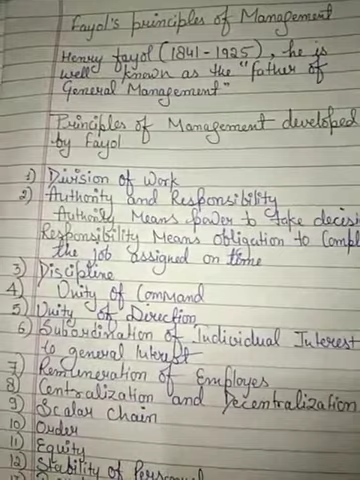 Fayol's principles of Management
Henry fayol (1841-1925), he is
well known as the "father of
General Management"
Principles of Management developed
by Fayol
1) Division of Work
2) Authority and Responsibility
Authority Means power to take decisi
Responsibility Means obligation to Compl
the job assigned on time
3) Discipline
4) Unity of Command
5) Unity of Direction
6) Subordination of Individual Interest
to general Interest
7) Remuneration of Employes
8) Centralization and Decentralization
9) Scalar Chain
10) Order
11) Equity
12) Stability of Personnel